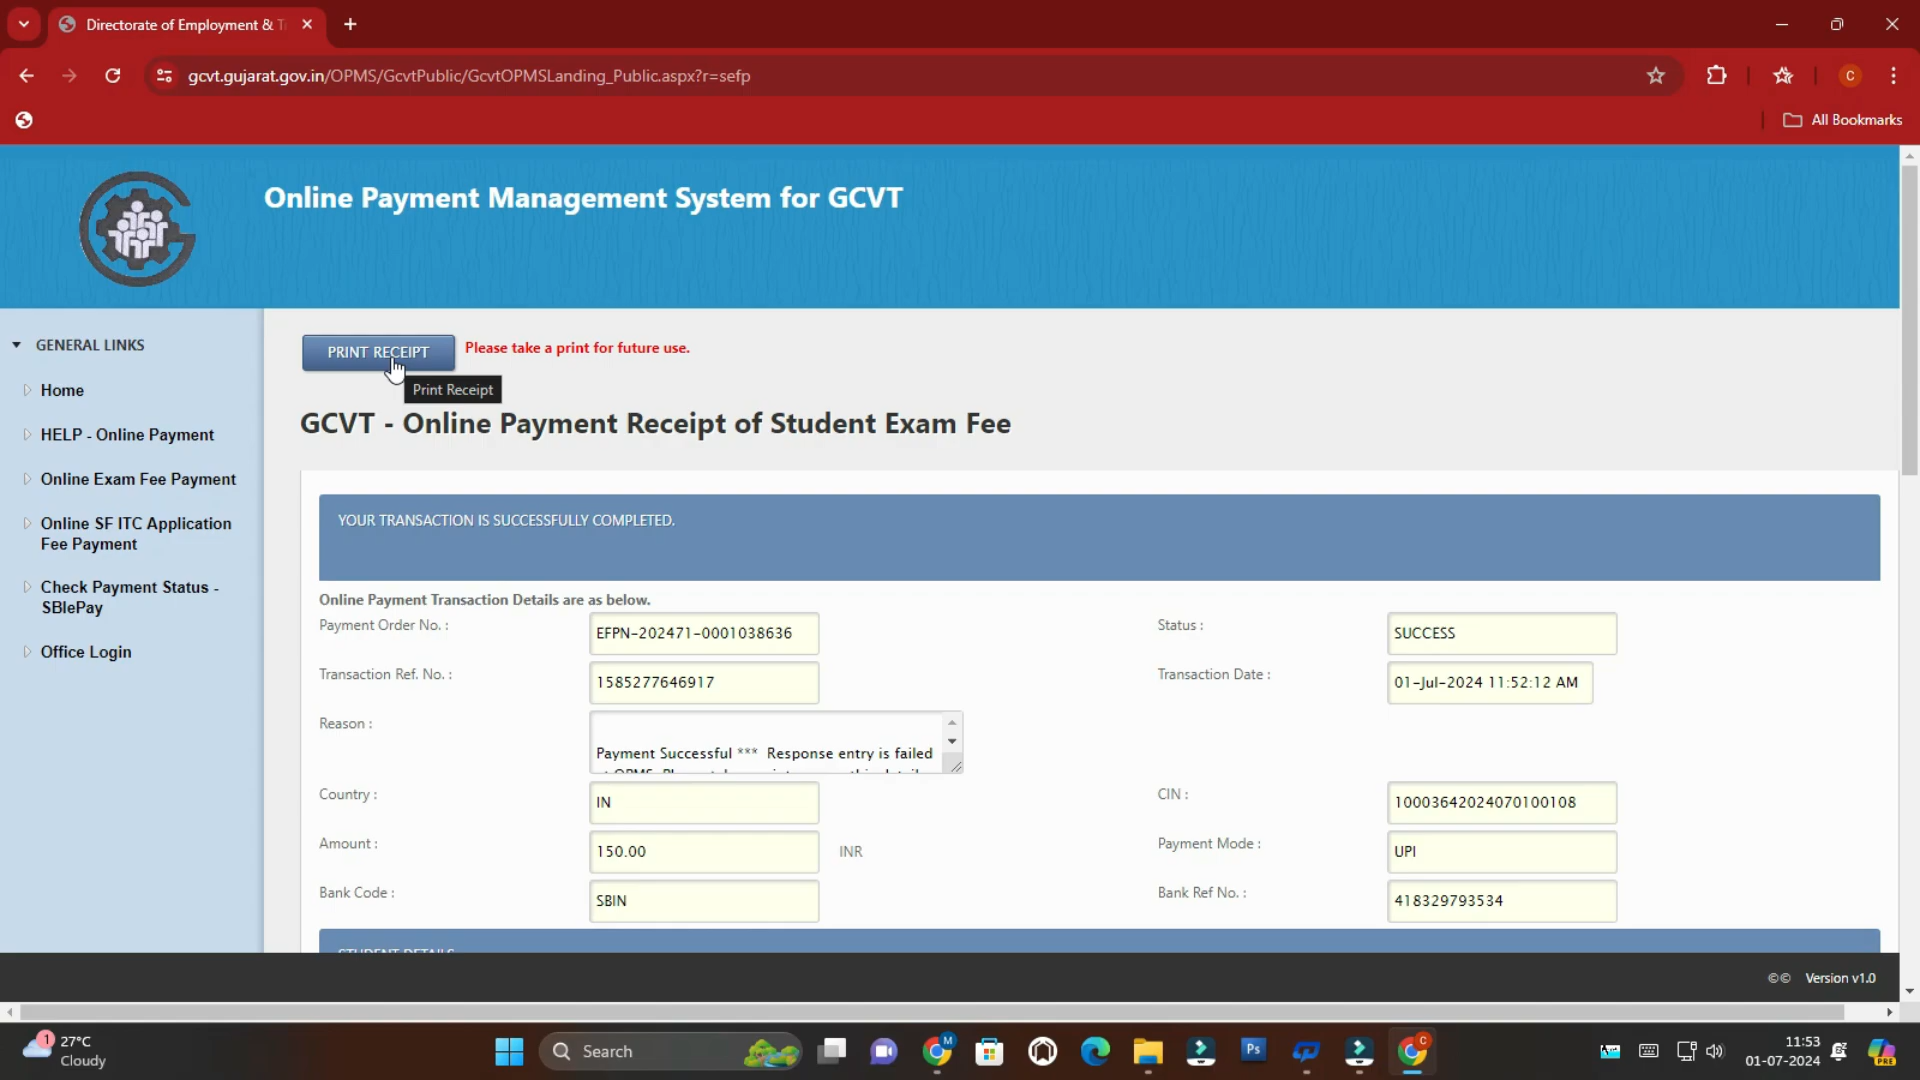 Directorate of Employment & T
gcvt.gujarat.gov.in/OPMS/GcvtPublic/GcvtOPMSLanding_Public.aspx?r=sefp
C
All Bookmarks
Online Payment Management System for GCVT
GENERAL LINKS
Home
HELP - Online Payment
Online Exam Fee Payment
Online SF ITC Application
Fee Payment
Check Payment Status -
SBIePay
Office Login
PRINT RECEIPT
Please take a print for future use.
Print Receipt
GCVT - Online Payment Receipt of Student Exam Fee
YOUR TRANSACTION IS SUCCESSFULLY COMPLETED.
Online Payment Transaction Details are as below.
Payment Order No. : EFPN-202471-0001038636 Status : SUCCESS
Transaction Ref. No. : 1585277646917 Transaction Date : 01-Jul-2024 11:52:12 AM
Reason :
Payment Successful *** Response entry is failed
Country : IN CIN : 10003642024070100108
Amount : 150.00 INR Payment Mode : UPI
Bank Code : SBIN Bank Ref No. : 418329793534
STUDENT DETAILS
©© Version v1.0
1
27°C
Cloudy
Search
M
Ps
C
11:53
01-07-2024
PRE